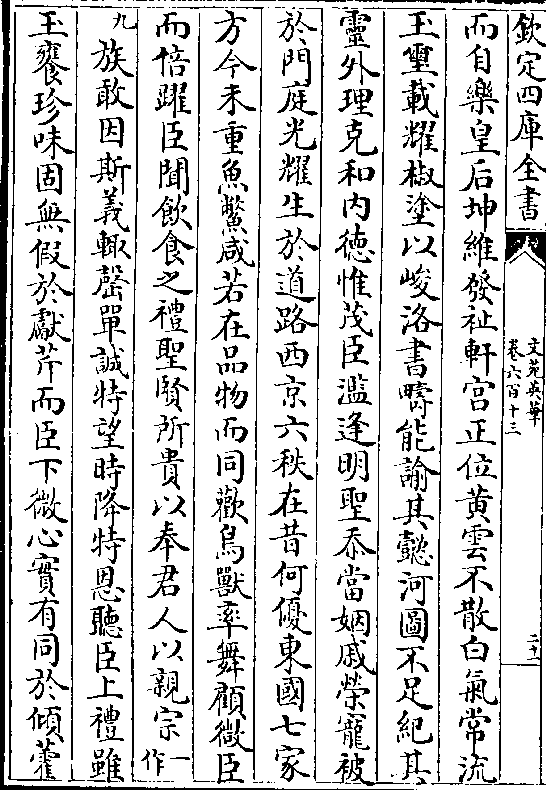 欽定四庫全書
文苑英華
卷六百十三
二十
而自樂皇后坤維發祉軒宫正位黄雲不散白氣常流
玉璽載耀椒塗以峻洛書疇能諭其懿河圖不足紀其
靈外理克和内徳惟茂臣濫逢明聖忝當姻戚榮寵被
於門庭光耀生於道路西京六秩在昔何優東國七家
方今未重魚鱉咸若在品物而同歡鳥獸率舞顧微臣
而倍躍臣聞飲食之禮聖賢所貴以奉君人以親宗一作
九族敢因斯義輒罄單誠特望時降特恩聽臣上禮雖
玉饔珍味固無假於獻芹而臣下微心實有同於傾藿